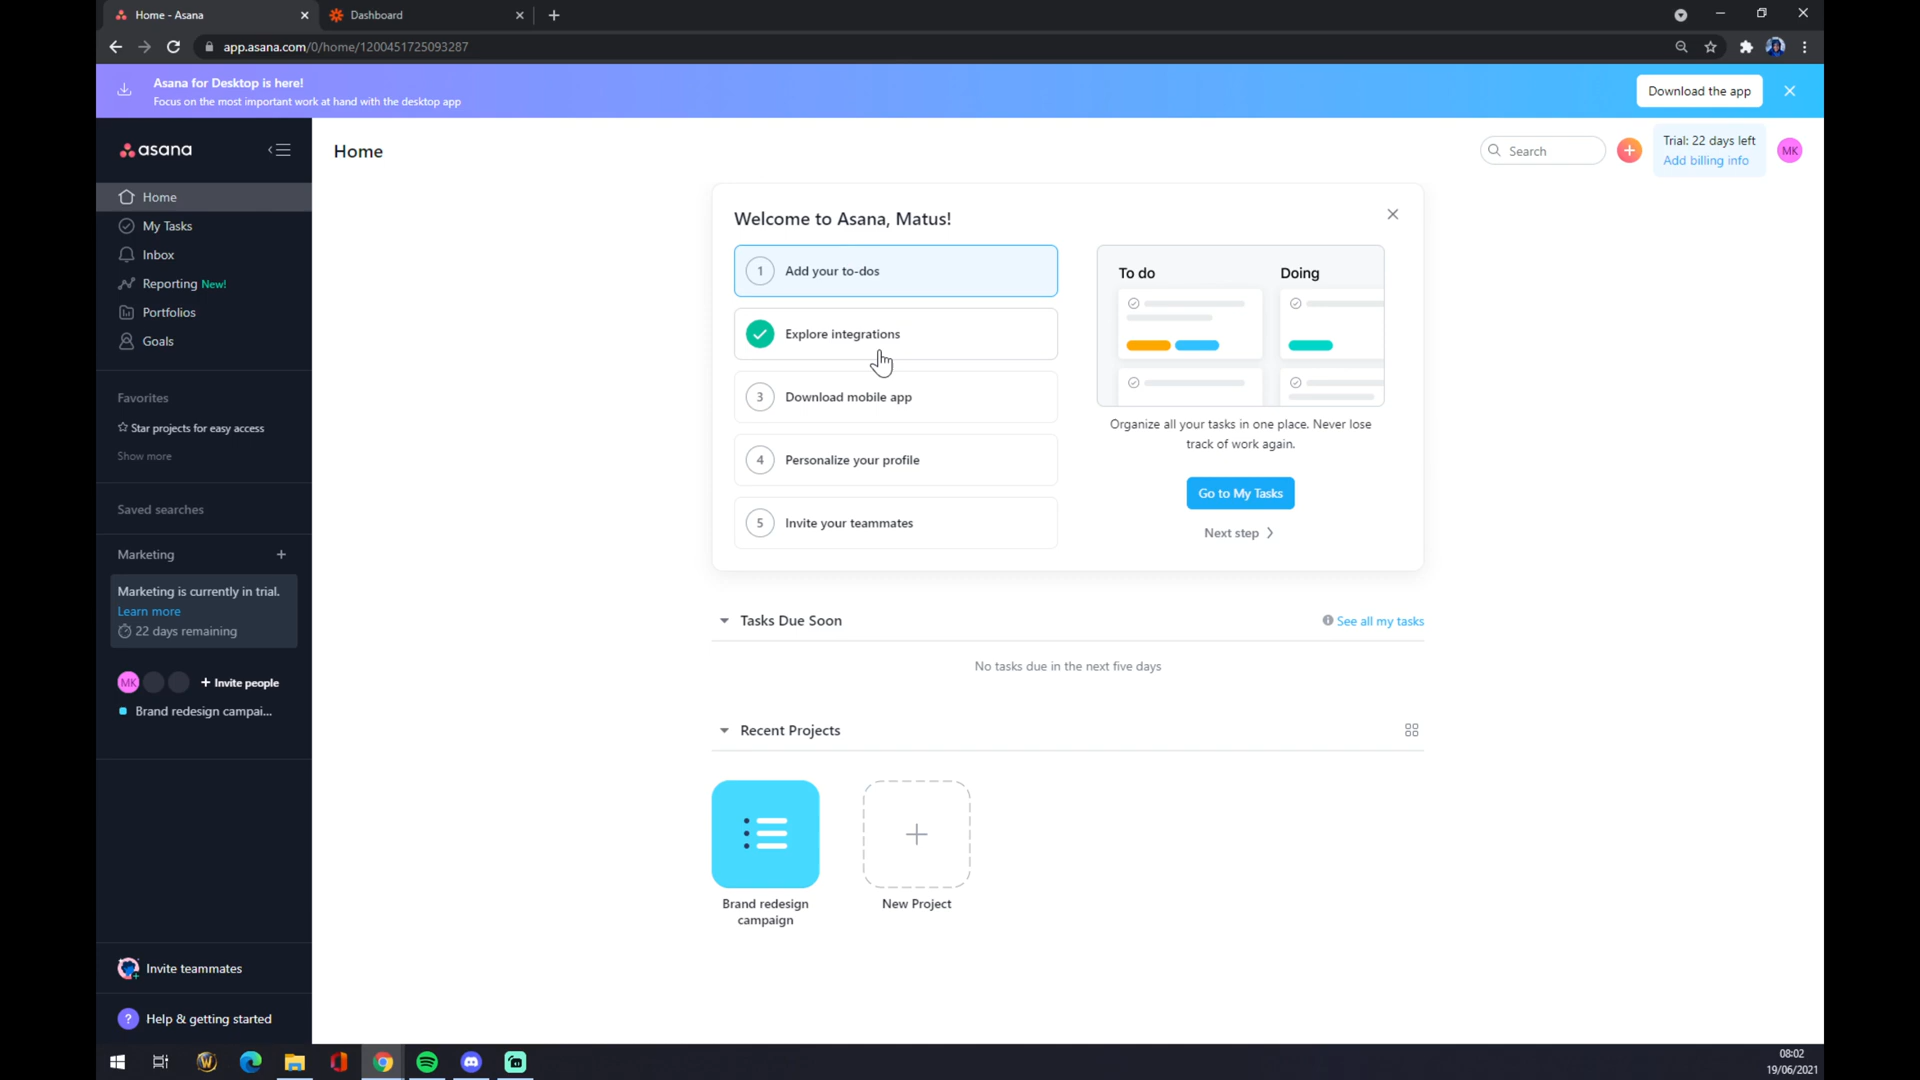 Home - Asana
Dashboard
app.asana.com/0/home/1200451725093287
Asana for Desktop is here!
Focus on the most important work at hand with the desktop app
Download the app
asana
Home
Search
Trial: 22 days left
Add billing info
MK
Home
My Tasks
Inbox
Reporting New!
Portfolios
Goals
Favorites
Star projects for easy access
Show more
Saved searches
Marketing
Marketing is currently in trial.
Learn more
22 days remaining
MK
Invite people
Brand redesign campai...
Invite teammates
? Help & getting started
Welcome to Asana, Matus!
1 Add your to-dos
Explore integrations
3 Download mobile app
4 Personalize your profile
5 Invite your teammates
To do
Doing
Organize all your tasks in one place. Never lose
track of work again.
Go to My Tasks
Next step
Tasks Due Soon
See all my tasks
No tasks due in the next five days
Recent Projects
Brand redesign
campaign
New Project
08:02
19/06/2021